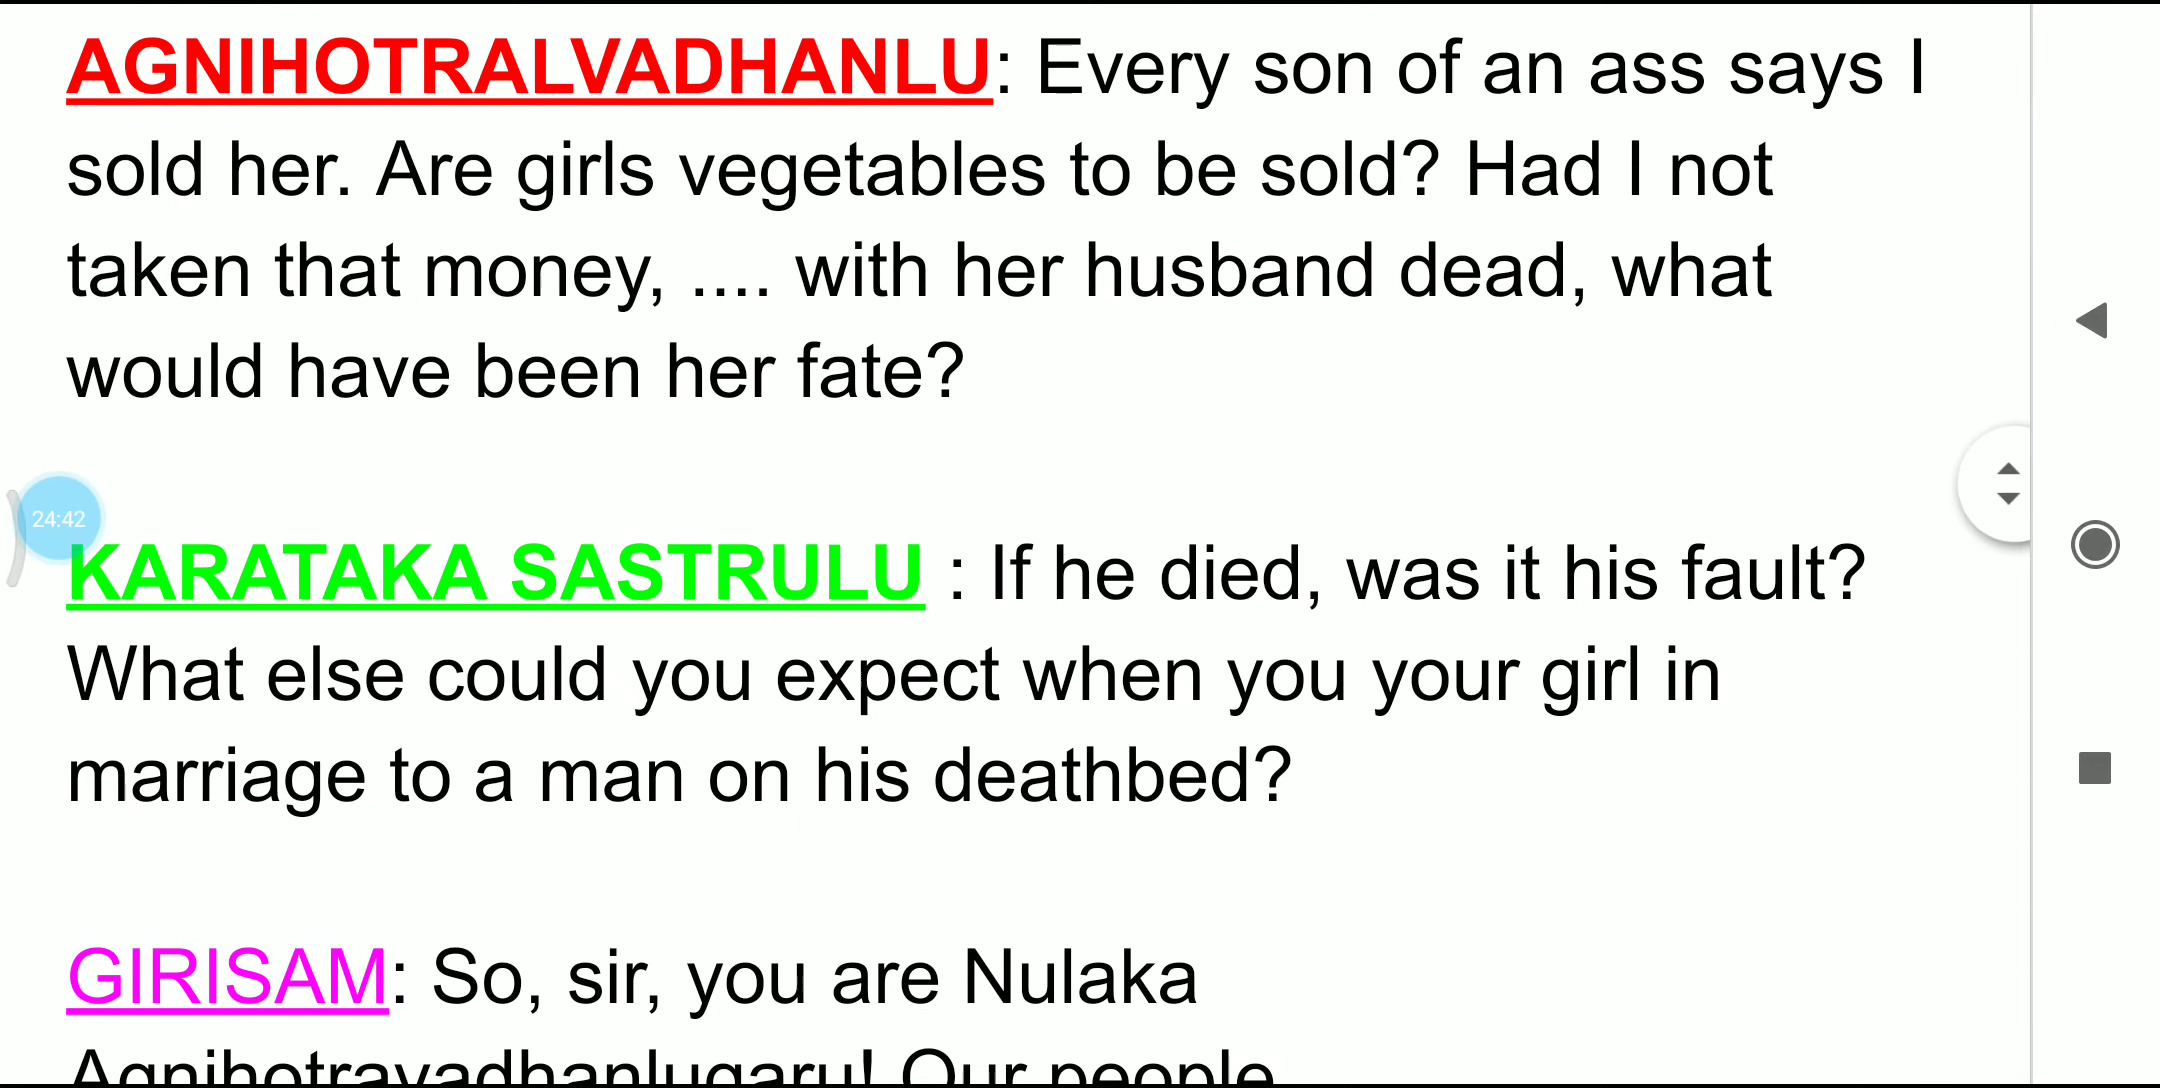 AGNIHOTRALVADHANLU: Every son of an ass says I
sold her. Are girls vegetables to be sold? Had I not
taken that money, .... with her husband dead, what
would have been her fate?
24:42
KARATAKA SASTRULU : If he died, was it his fault?
What else could you expect when you your girl in
marriage to a man on his deathbed?
GIRISAM: So, sir, you are Nulaka
Agnihotravadhanlugaru! Our people